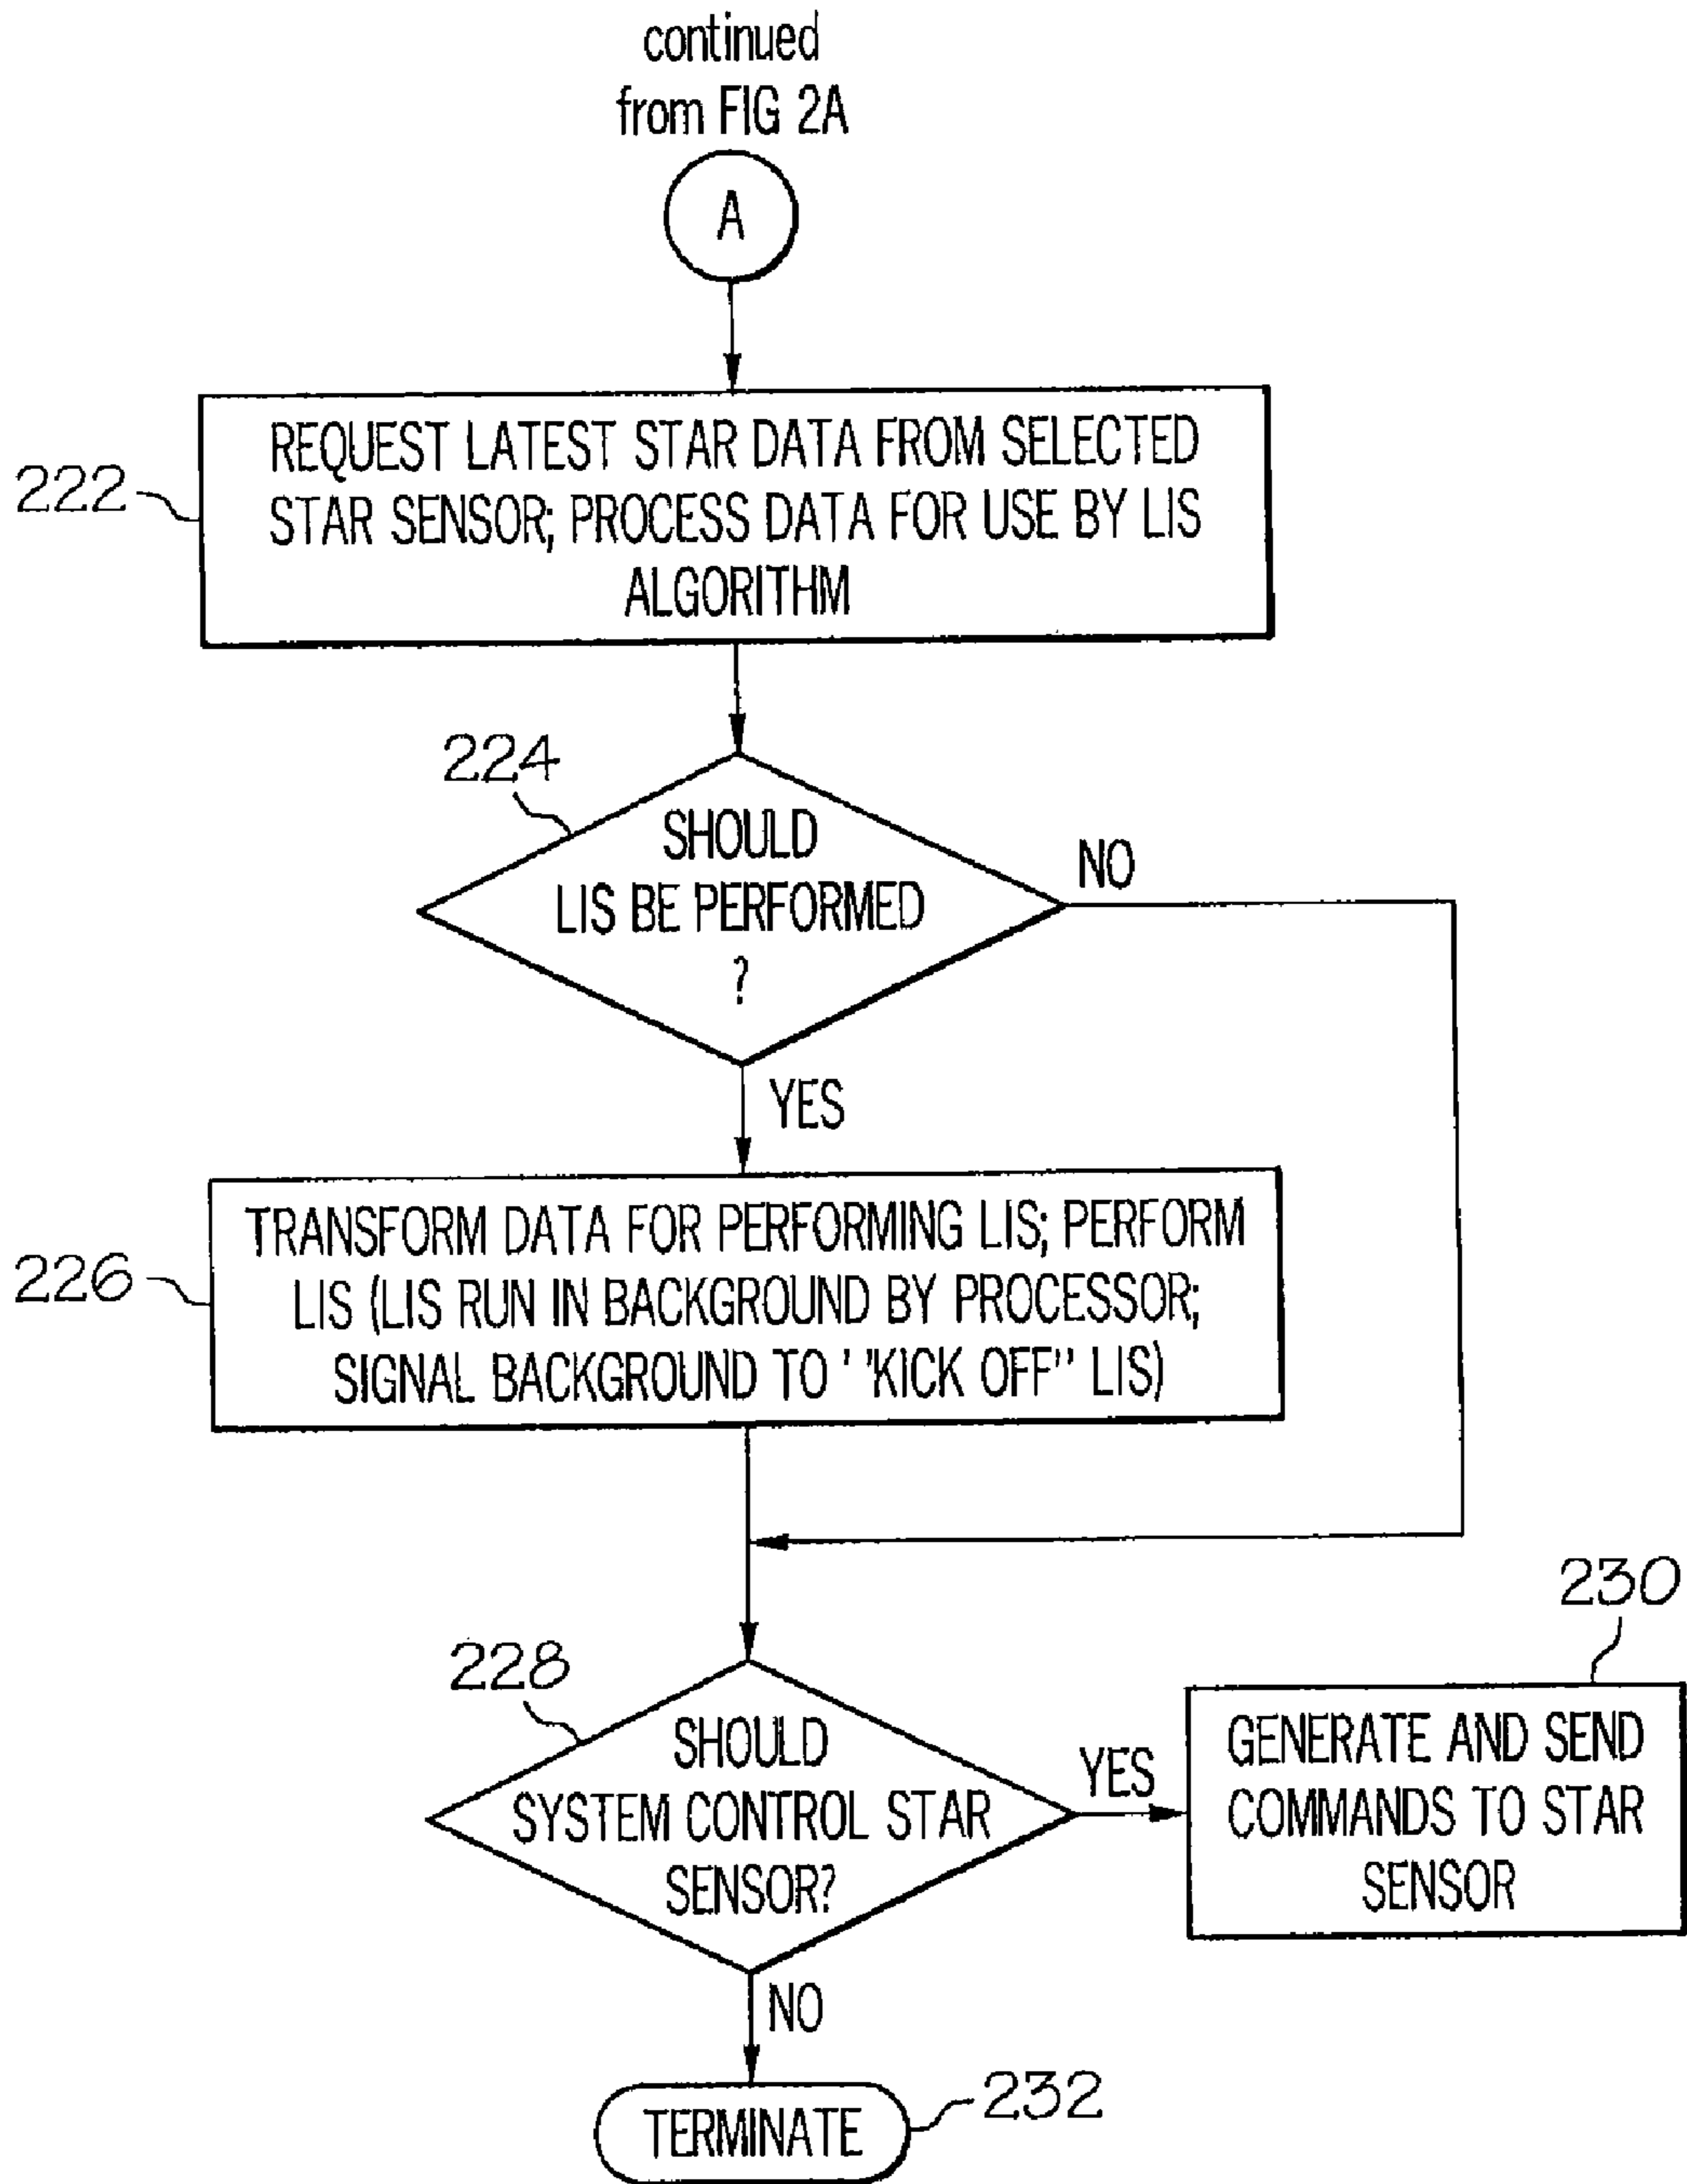 continued
from FIG 2A
A
222
REQUEST LATEST STAR DATA FROM SELECTED
STAR SENSOR; PROCESS DATA FOR USE BY LIS
ALGORITHM
224
SHOULD
LIS BE PERFORMED
?
NO
YES
226
TRANSFORM DATA FOR PERFORMING LIS; PERFORM
LIS (LIS RUN IN BACKGROUND BY PROCESSOR;
SIGNAL BACKGROUND TO ' "KICK OFF" LIS)
228
SHOULD
SYSTEM CONTROL STAR
SENSOR?
YES
230
GENERATE AND SEND
COMMANDS TO STAR
SENSOR
NO
TERMINATE
232